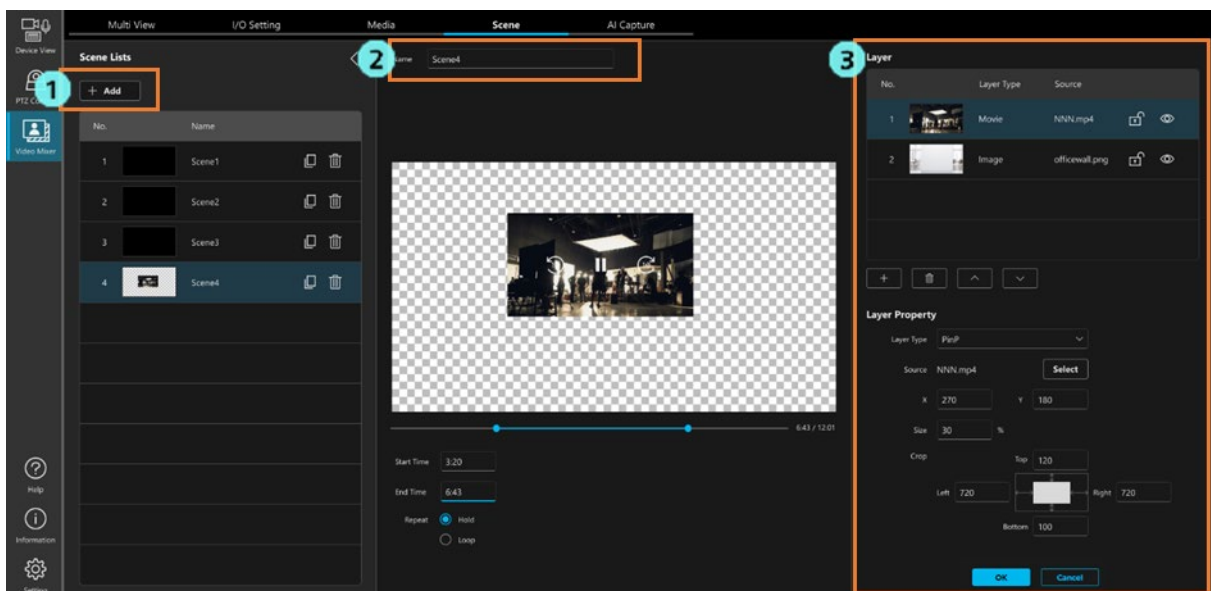 Multi View I/O Setting Media Scene AI Capture
Device View
PTZ
Video Mixer
Help
Information
Settings
1
Scene Lists
+ Add
No. Name
1 Scene1
2 Scene2
3 Scene3
4 Scene4
2
Name Scene4
6:43 / 12:01
Start Time 3:20
End Time 6:43
Repeat Hold
Loop
3
Layer
No. Layer Type Source
1 Movie NNN.mp4
2 Image officewall.png
Layer Property
Layer Type PinP
Source NNN.mp4 Select
X 270 Y 180
Size 30 %
Crop Top 120
Left 720 Right 720
Bottom 100
OK Cancel